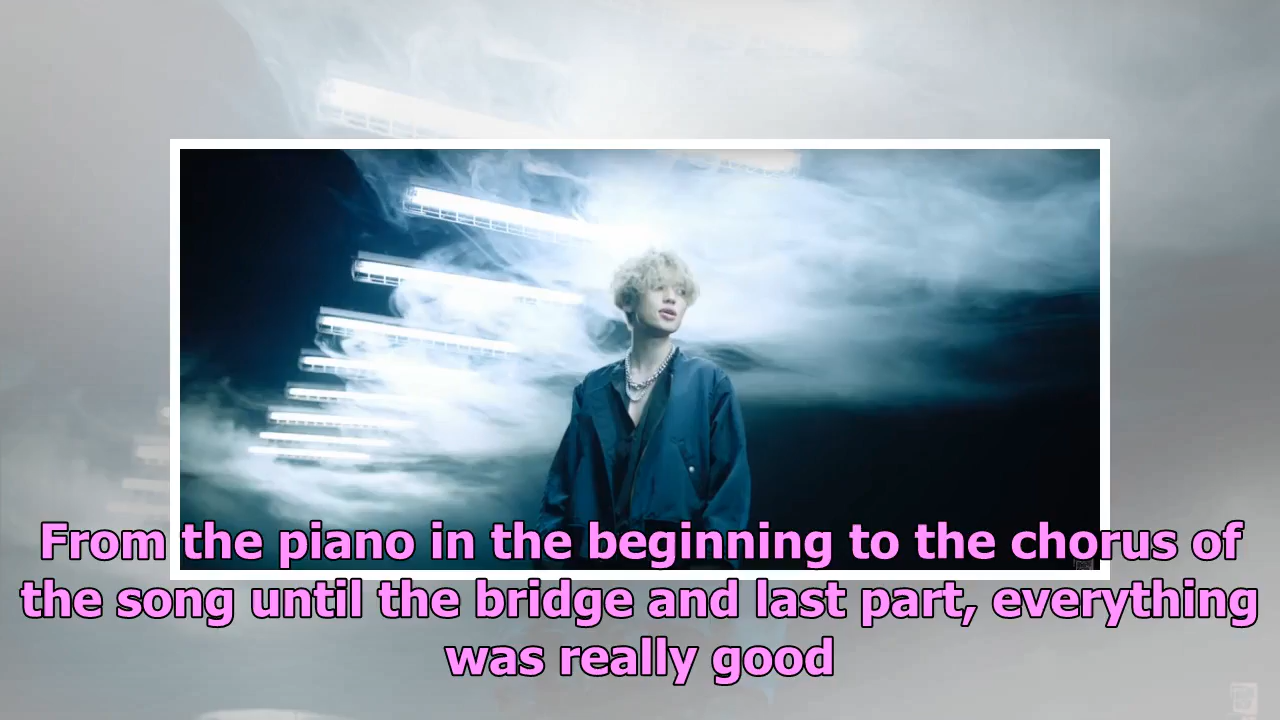 From the piano in the beginning to the chorus of
the song until the bridge and last part, everything
was really good